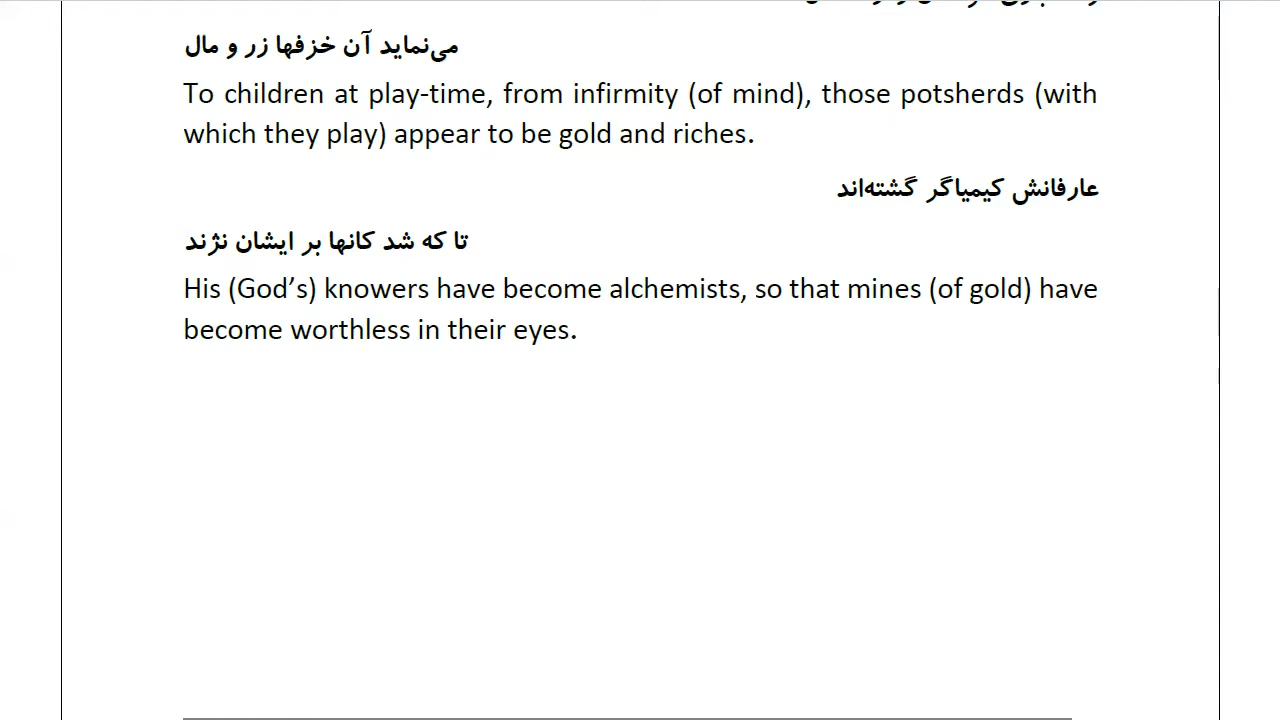 می‌نماید آن خزفها زر و مال
To children at play-time, from infirmity (of mind), those potsherds (with
which they play) appear to be gold and riches.
عارفانش کیمیاگر گشته‌اند
تا که شد کانها بر ایشان نژند
His (God’s) knowers have become alchemists, so that mines (of gold) have
become worthless in their eyes.